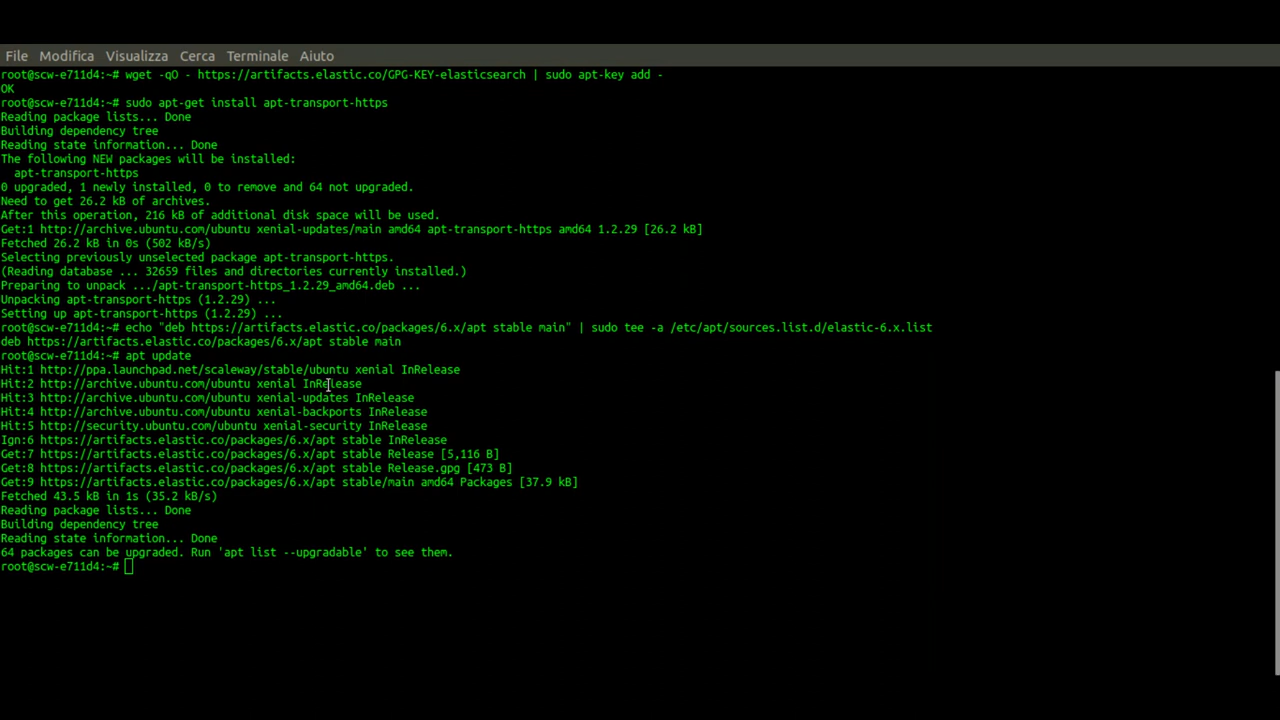 File Modifica Visualizza Cerca Terminale Aiuto
root@scw-e711d4:~# wget -qO - https://artifacts.elastic.co/GPG-KEY-elasticsearch | sudo apt-key add -
OK
root@scw-e711d4:~# sudo apt-get install apt-transport-https
Reading package lists... Done
Building dependency tree
Reading state information... Done
The following NEW packages will be installed:
  apt-transport-https
0 upgraded, 1 newly installed, 0 to remove and 64 not upgraded.
Need to get 26.2 kB of archives.
After this operation, 216 kB of additional disk space will be used.
Get:1 http://archive.ubuntu.com/ubuntu xenial-updates/main amd64 apt-transport-https amd64 1.2.29 [26.2 kB]
Fetched 26.2 kB in 0s (502 kB/s)
Selecting previously unselected package apt-transport-https.
(Reading database ... 32659 files and directories currently installed.)
Preparing to unpack .../apt-transport-https_1.2.29_amd64.deb ...
Unpacking apt-transport-https (1.2.29) ...
Setting up apt-transport-https (1.2.29) ...
root@scw-e711d4:~# echo "deb https://artifacts.elastic.co/packages/6.x/apt stable main" | sudo tee -a /etc/apt/sources.list.d/elastic-6.x.list
deb https://artifacts.elastic.co/packages/6.x/apt stable main
root@scw-e711d4:~# apt update
Hit:1 http://ppa.launchpad.net/scaleway/stable/ubuntu xenial InRelease
Hit:2 http://archive.ubuntu.com/ubuntu xenial InRelease
Hit:3 http://archive.ubuntu.com/ubuntu xenial-updates InRelease
Hit:4 http://archive.ubuntu.com/ubuntu xenial-backports InRelease
Hit:5 http://security.ubuntu.com/ubuntu xenial-security InRelease
Ign:6 https://artifacts.elastic.co/packages/6.x/apt stable InRelease
Get:7 https://artifacts.elastic.co/packages/6.x/apt stable Release [5,116 B]
Get:8 https://artifacts.elastic.co/packages/6.x/apt stable Release.gpg [473 B]
Get:9 https://artifacts.elastic.co/packages/6.x/apt stable/main amd64 Packages [37.9 kB]
Fetched 43.5 kB in 1s (35.2 kB/s)
Reading package lists... Done
Building dependency tree
Reading state information... Done
64 packages can be upgraded. Run 'apt list --upgradable' to see them.
root@scw-e711d4:~#